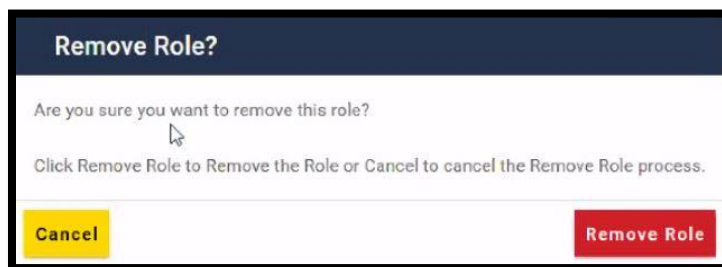 Remove Role?
Are you sure you want to remove this role?
Click Remove Role to Remove the Role or Cancel to cancel the Remove Role process.
Cancel
Remove Role